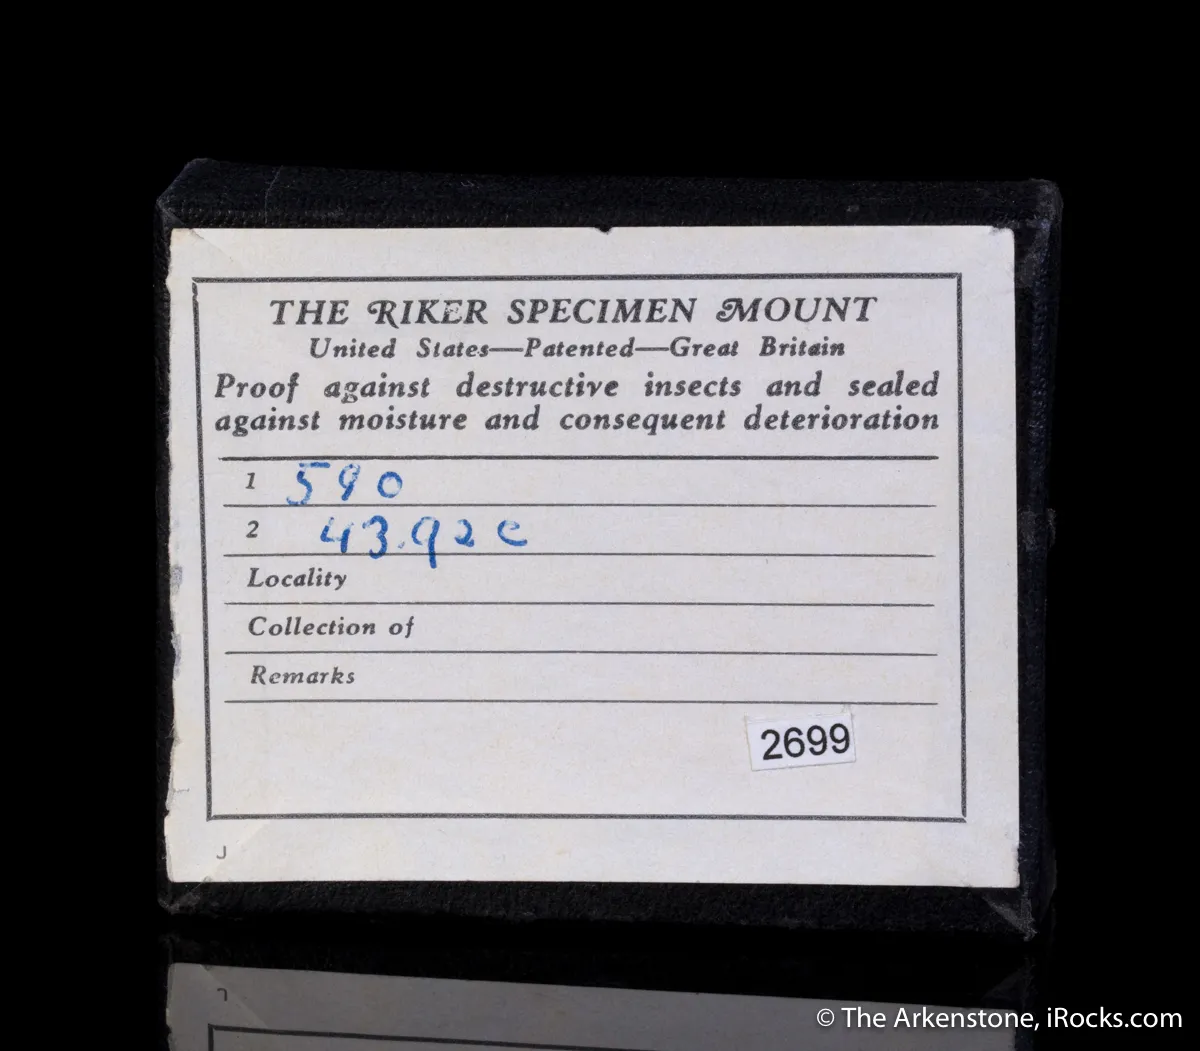 THE RIKER SPECIMEN MOUNT
United States—Patented—Great Britain
Proof against destructive insects and sealed
against moisture and consequent deterioration
1 590
2 43.92c
Locality
Collection of
Remarks
2699
J
© The Arkenstone, iRocks.com